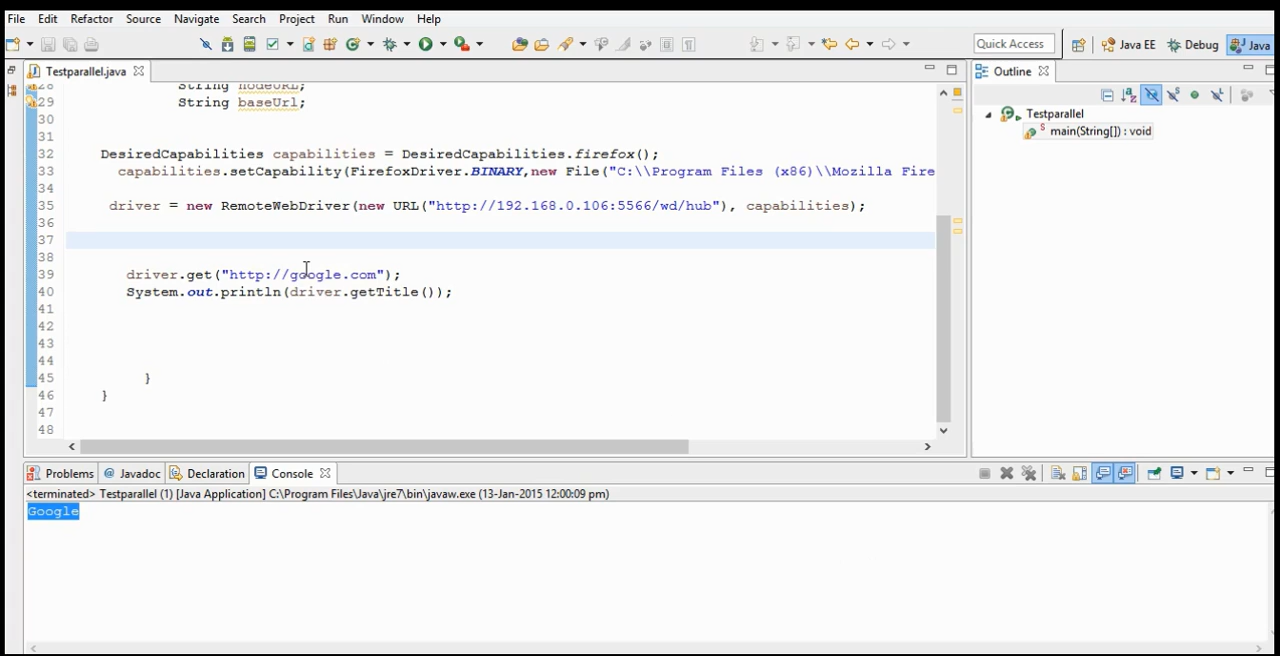 File Edit Refactor Source Navigate Search Project Run Window Help
Quick Access Java EE Debug Java
Testparallel.java
Outline
28 String nodeURL;
29 String baseUrl;
30
31
32 DesiredCapabilities capabilities = DesiredCapabilities.firefox();
33 capabilities.setCapability(FirefoxDriver.BINARY,new File("C:\\Program Files (x86)\\Mozilla Fire
34
35 driver = new RemoteWebDriver(new URL("http://192.168.0.106:5566/wd/hub"), capabilities);
36
37
38
39 driver.get("http://google.com");
40 System.out.println(driver.getTitle());
41
42
43
44
45 }
46 }
47
48
Testparallel
main(String[]) : void
Problems Javadoc Declaration Console
<terminated> Testparallel (1) [Java Application] C:\Program Files\Java\jre7\bin\javaw.exe (13-Jan-2015 12:00:09 pm)
Google